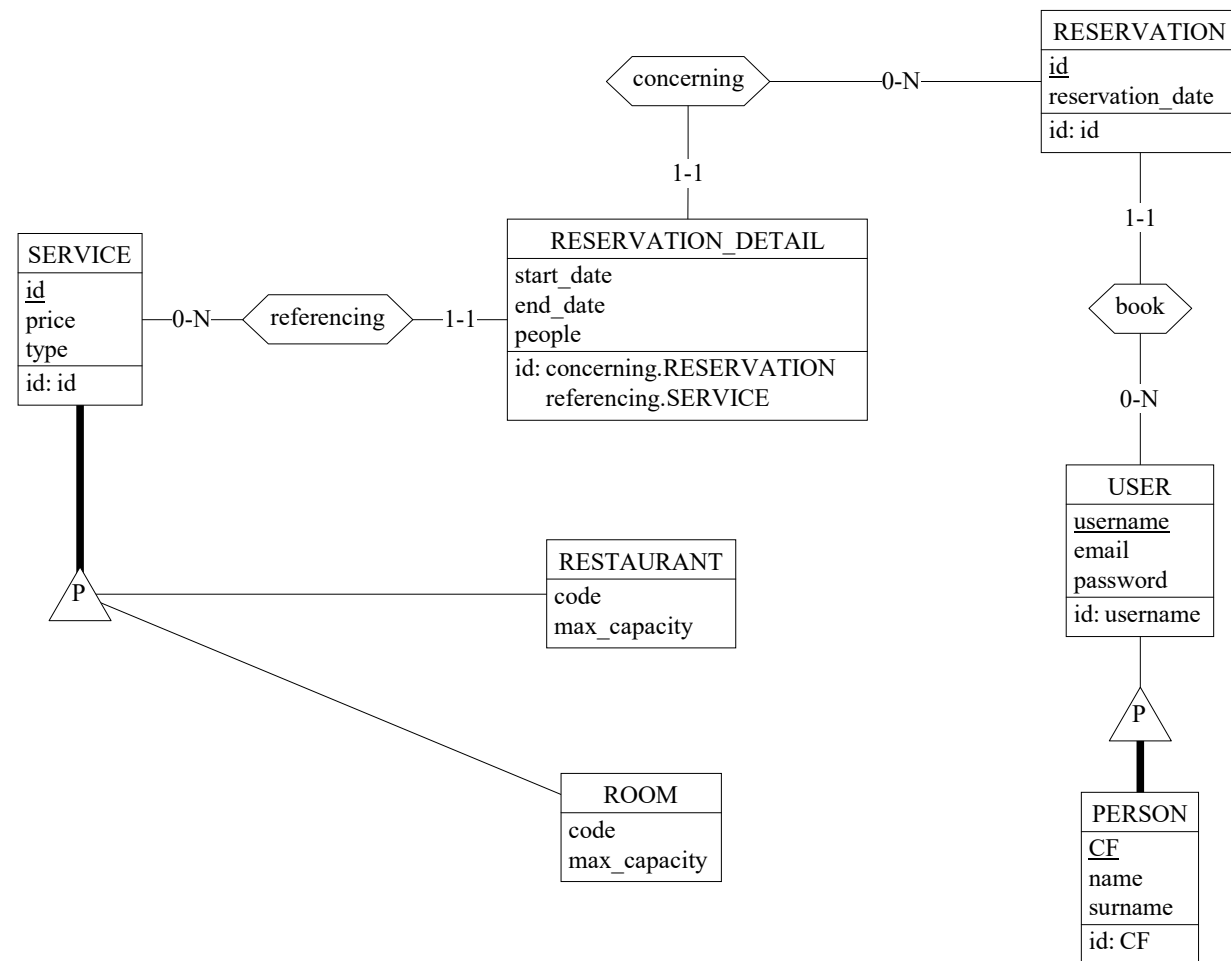 RESERVATION
id
reservation_date
id: id
concerning
0-N
1-1
1-1
SERVICE
id
price
type
id: id
0-N
referencing
1-1
RESERVATION_DETAIL
start_date
end_date
people
id: concerning.RESERVATION
referencing.SERVICE
book
0-N
USER
username
email
password
id: username
P
RESTAURANT
code
max_capacity
P
ROOM
code
max_capacity
PERSON
CF
name
surname
id: CF